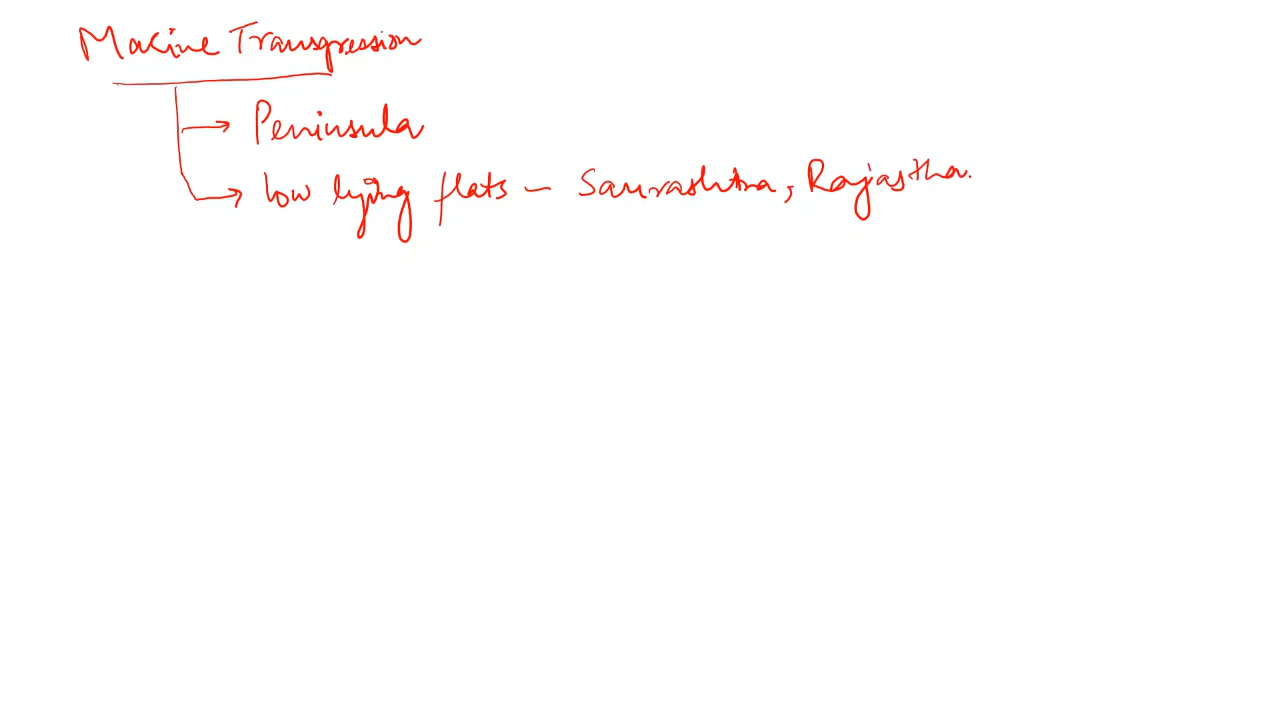 Marine Transgression
→ Peninsula
→ low lying flats – Saurashtra, Rajastha.